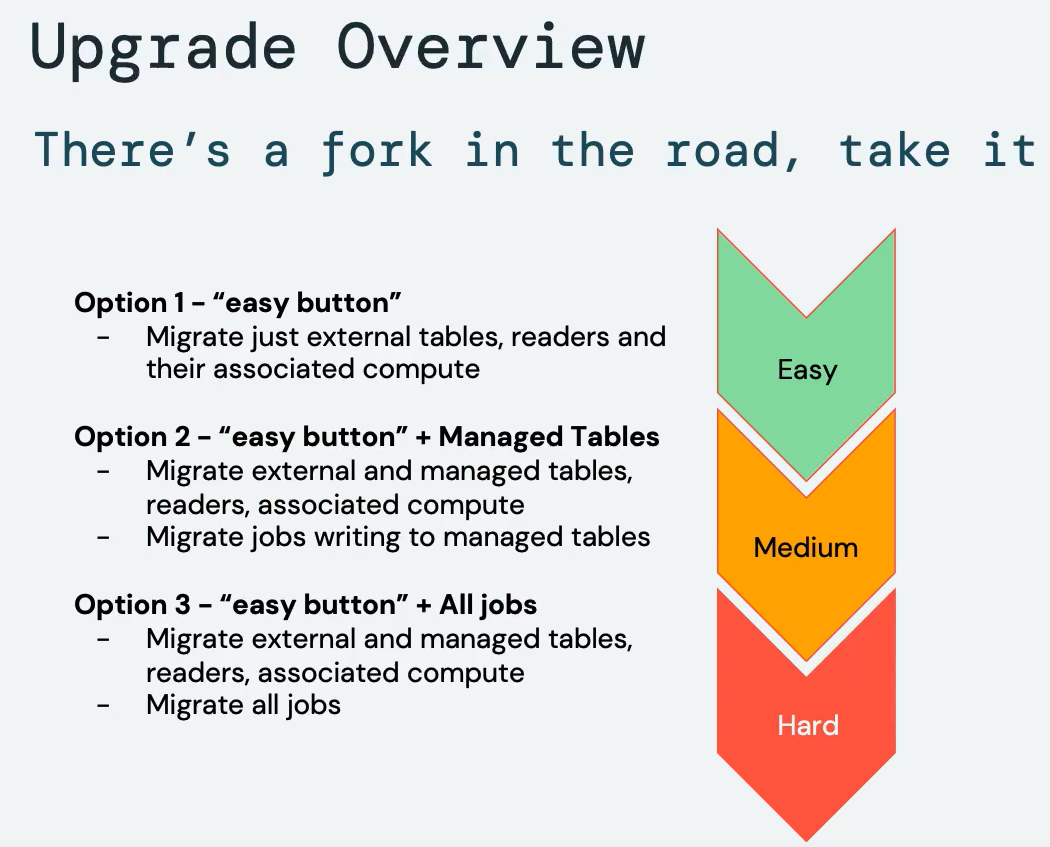 Upgrade Overview
There’s a fork in the road, take it
Option 1 – “easy button”
– Migrate just external tables, readers and
their associated compute
Option 2 – “easy button” + Managed Tables
– Migrate external and managed tables,
readers, associated compute
– Migrate jobs writing to managed tables
Option 3 – “easy button” + All jobs
– Migrate external and managed tables,
readers, associated compute
– Migrate all jobs
Easy
Medium
Hard